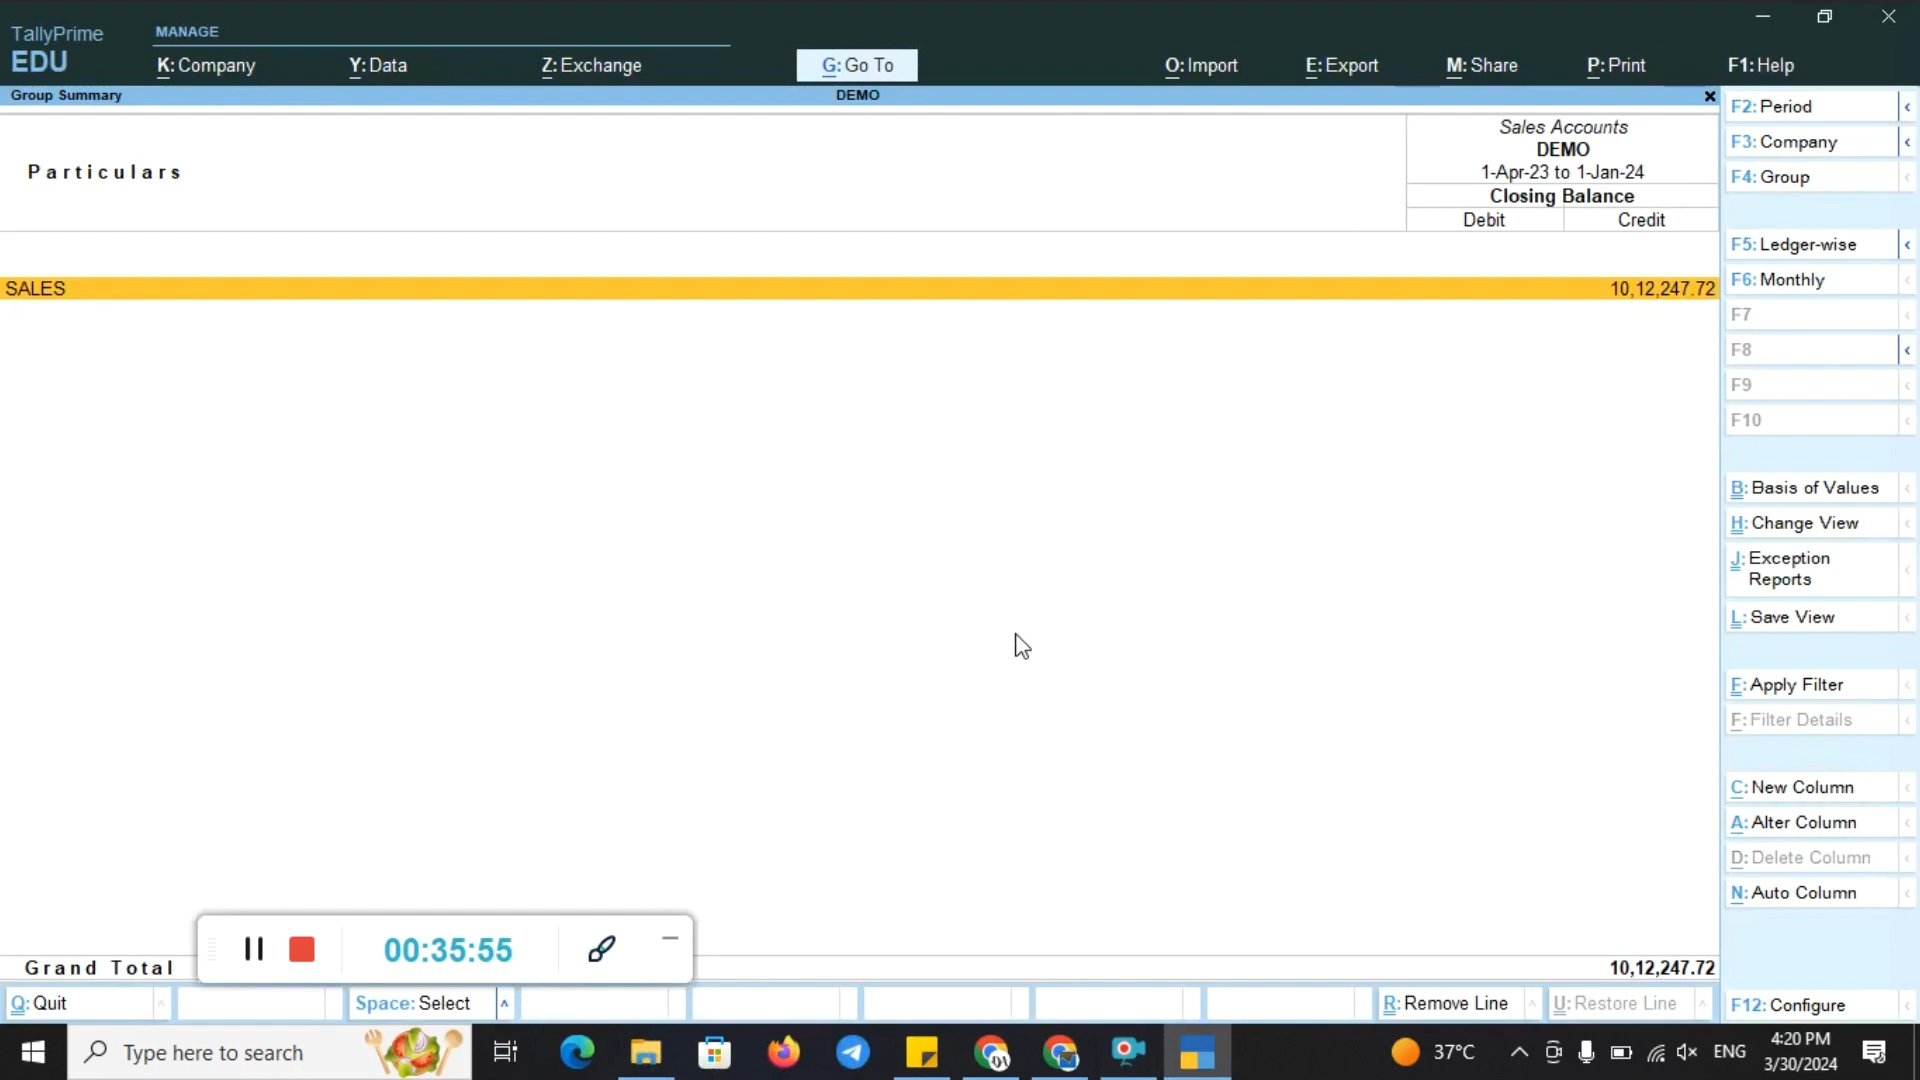 TallyPrime
EDU
MANAGE
K: Company
Y: Data
Z: Exchange
G: Go To
O: Import
E: Export
M: Share
P: Print
F1: Help
Group Summary
DEMO
Particulars
Sales Accounts
DEMO
1-Apr-23 to 1-Jan-24
Closing Balance
Debit
Credit
SALES
10,12,247.72
F2: Period
F3: Company
F4: Group
F5: Ledger-wise
F6: Monthly
F7
F8
F9
F10
B: Basis of Values
H: Change View
J: Exception
Reports
L: Save View
F: Apply Filter
F: Filter Details
C: New Column
A: Alter Column
D: Delete Column
N: Auto Column
00:35:55
Grand Total
10,12,247.72
Q: Quit
Space: Select
R: Remove Line
U: Restore Line
F12: Configure
Type here to search
37°C
ENG
4:20 PM
3/30/2024